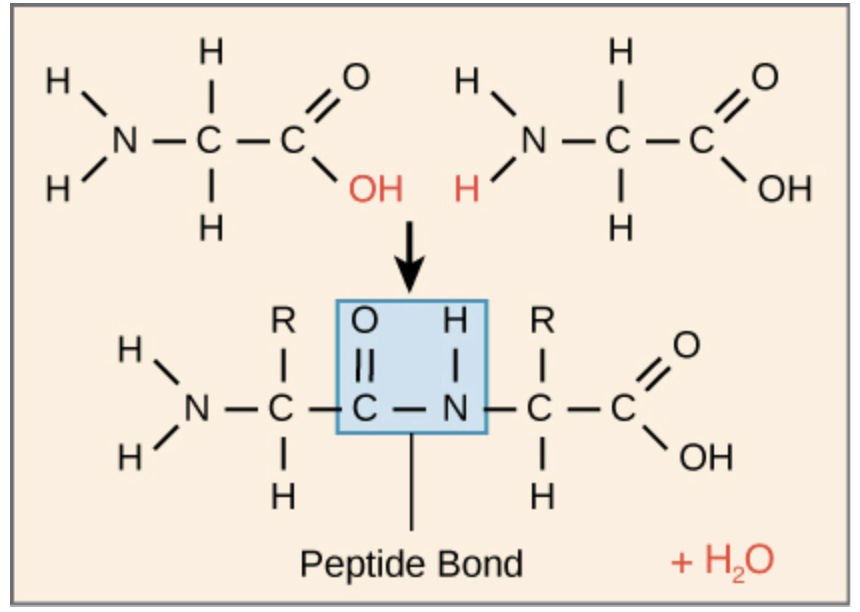 H H O H H O
N C C N C C
H H OH H H OH
R O H R
H O
N C C N C C
H H H OH
Peptide Bond
+ H₂O